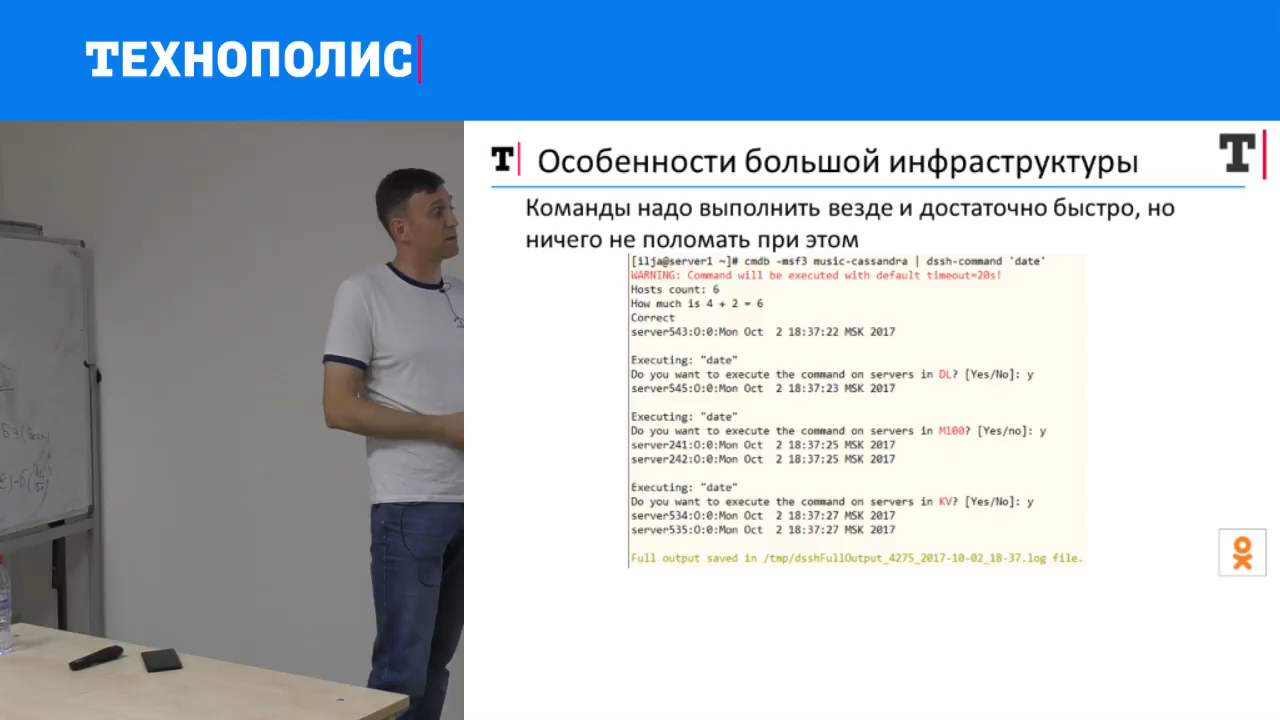 ТЕХНОПОЛИС
Т Особенности большой инфраструктуры Т
Команды надо выполнить везде и достаточно быстро, но
ничего не поломать при этом
[ilja@server1 ~]# cmdb -msf3 music-cassandra | dssh-command 'date'
WARNING: Command will be executed with default timeout=20s!
Hosts count: 6
How much is 4 + 2 = 6
Correct
server543:O:0:Mon Oct  2 18:37:22 MSK 2017
Executing: "date"
Do you want to execute the command on servers in DL? [Yes/No]: y
server545:O:0:Mon Oct  2 18:37:23 MSK 2017
Executing: "date"
Do you want to execute the command on servers in M100? [Yes/no]: y
server241:O:0:Mon Oct  2 18:37:25 MSK 2017
server242:O:0:Mon Oct  2 18:37:25 MSK 2017
Executing: "date"
Do you want to execute the command on servers in KV? [Yes/No]: y
server534:O:0:Mon Oct  2 18:37:27 MSK 2017
server535:O:0:Mon Oct  2 18:37:27 MSK 2017
Full output saved in /tmp/dsshFullOutput_4275_2017-10-02_18-37.log file.